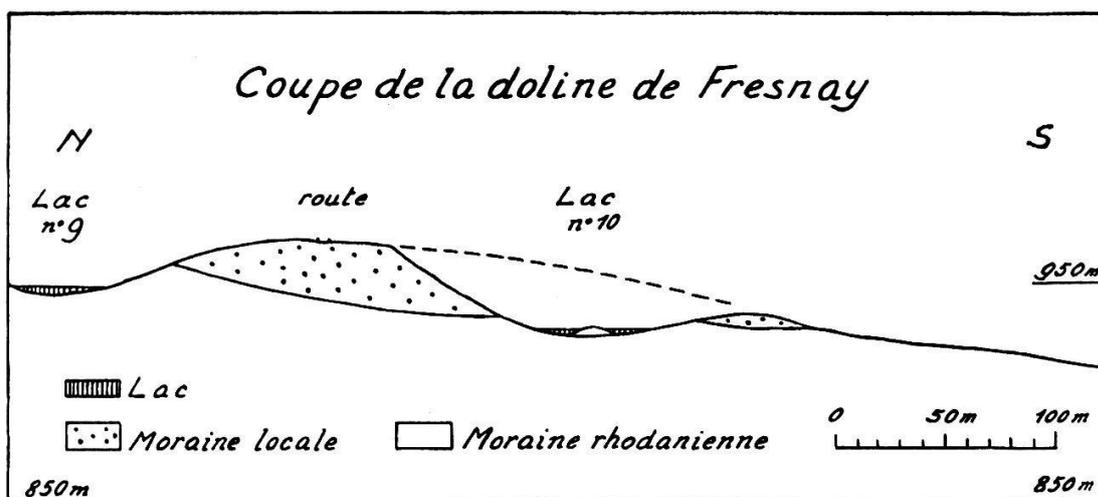 Coupe de la doline de Fresnay
N
S
Lac
n°9
route
Lac
n°10
950m
Lac
Moraine locale
Moraine rhodanienne
0 50m 100m
850m
850m